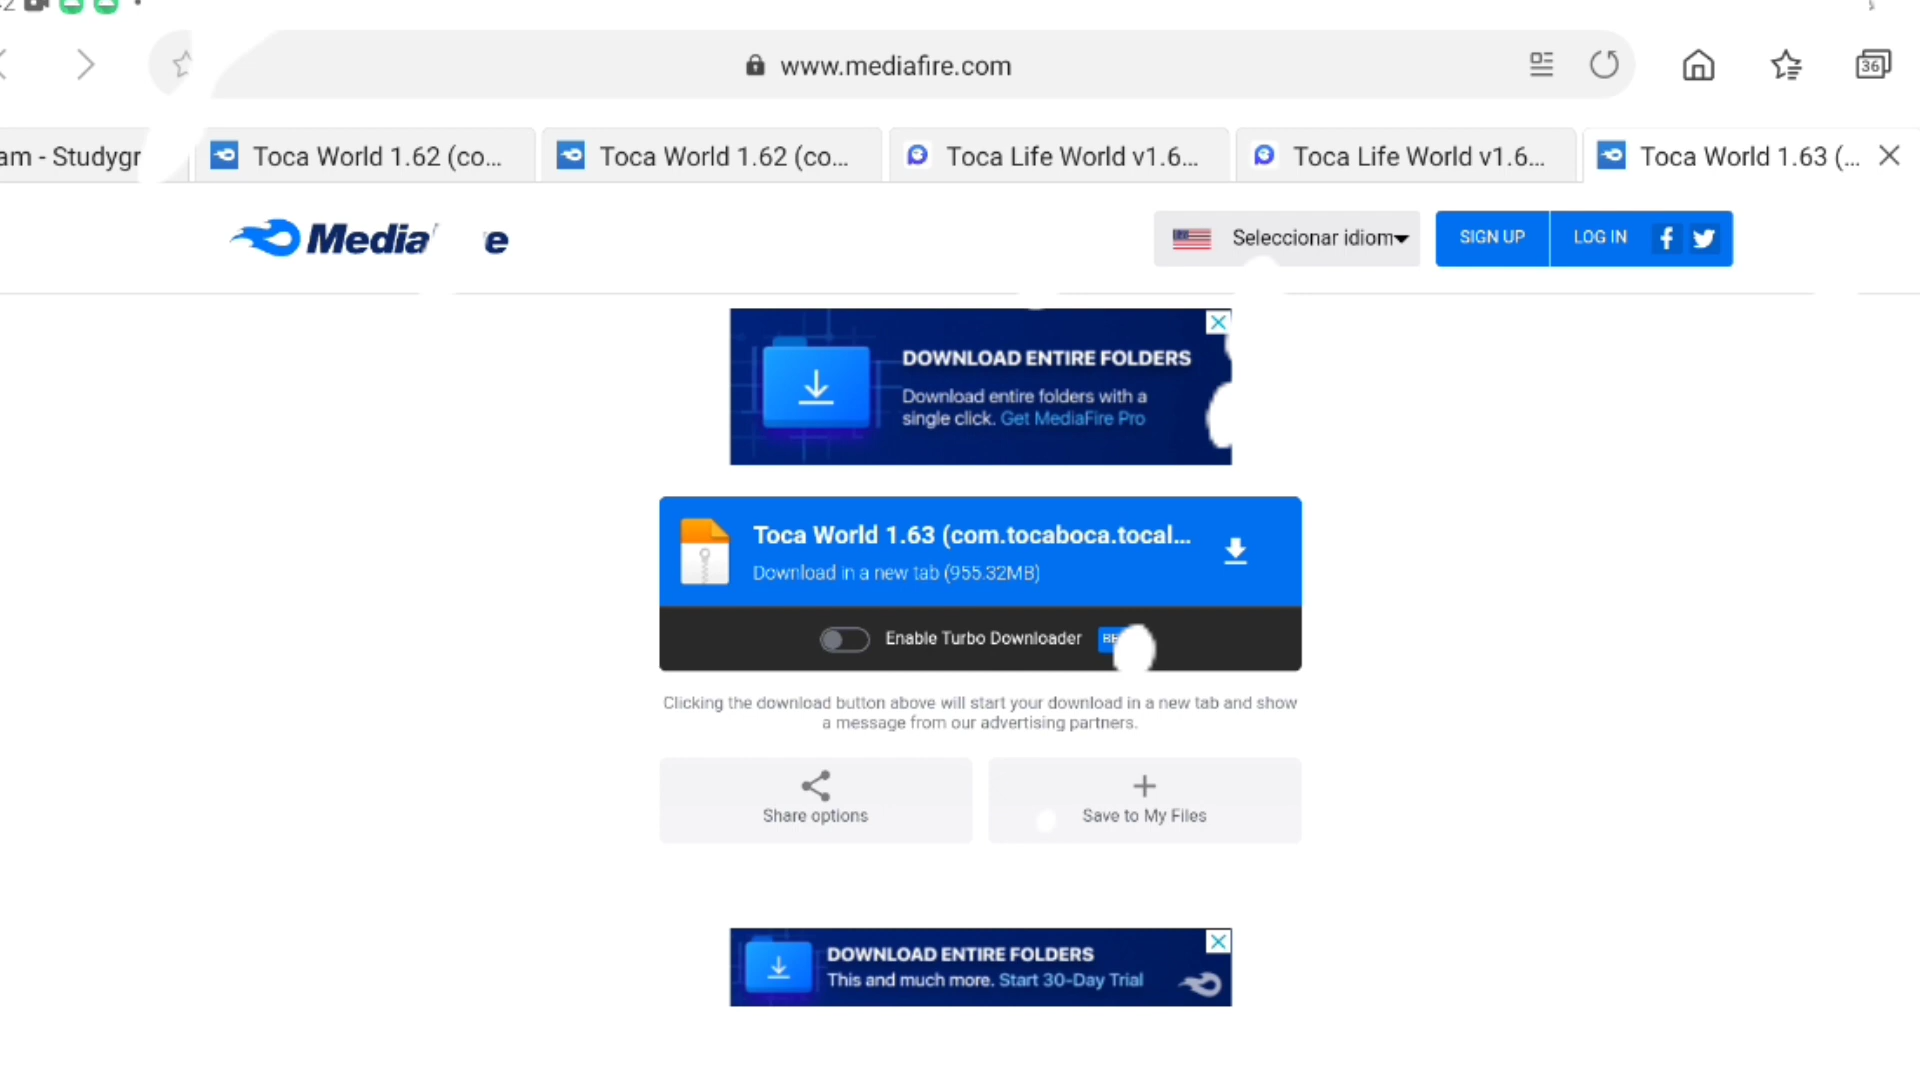 www.mediafire.com
36
am - Studygr
Toca World 1.62 (co...
Toca World 1.62 (co...
Toca Life World v1.6...
Toca Life World v1.6...
Toca World 1.63 (...
Media e
Seleccionar idiom
SIGN UP
LOG IN
DOWNLOAD ENTIRE FOLDERS
Download entire folders with a
single click. Get MediaFire Pro
Toca World 1.63 (com.tocaboca.tocal...
Download in a new tab (955.32MB)
Enable Turbo Downloader
Clicking the download button above will start your download in a new tab and show
a message from our advertising partners.
Share options
Save to My Files
DOWNLOAD ENTIRE FOLDERS
This and much more. Start 30-Day Trial